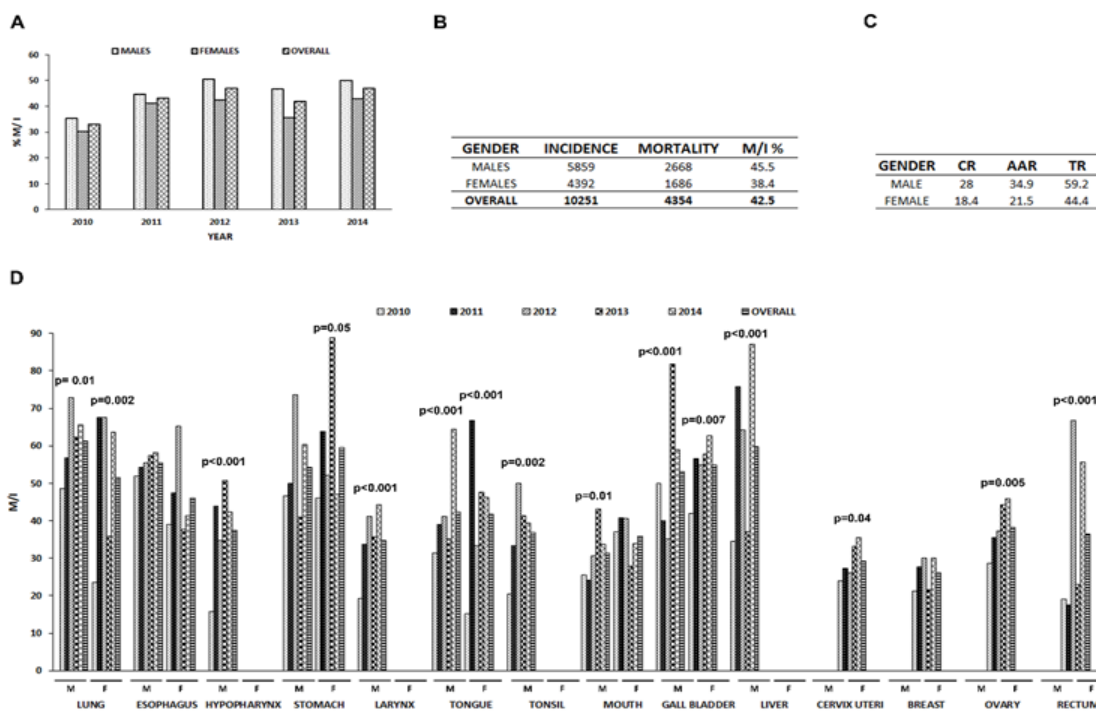 A
MALES FEMALES OVERALL
60
50
40
30
20
10
0
% M/ I
2010 2011 2012 2013 2014
YEAR
B
GENDER INCIDENCE MORTALITY M/I %
MALES 5859 2668 45.5
FEMALES 4392 1686 38.4
OVERALL 10251 4354 42.5
C
GENDER CR AAR TR
MALE 28 34.9 59.2
FEMALE 18.4 21.5 44.4
D
2010 2011 2012 2013 2014 OVERALL
90
80
70
60
50
40
30
20
10
0
M/I
p= 0.01
p=0.002
p<0.001
p=0.05
p<0.001
p<0.001
p<0.001
p=0.002
p=0.01
p<0.001
p=0.007
p<0.001
p=0.04
p=0.005
p<0.001
M F M F M F M F M F M F M F M F M F M F M F M F M F M F
LUNG ESOPHAGUS HYPOPHARYNX STOMACH LARYNX TONGUE TONSIL MOUTH GALL BLADDER LIVER CERVIX UTERI BREAST OVARY RECTUM